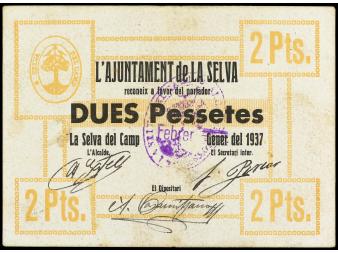 2 Pts.
L'AJUNTAMENT de LA SELVA
reconeix a favor del portador
DUES Pessetes
Febrer
La Selva del Camp Gener del 1937
L'Alcalde, El Secretari inter.
El Dipositari
2 Pts. 2 Pts.